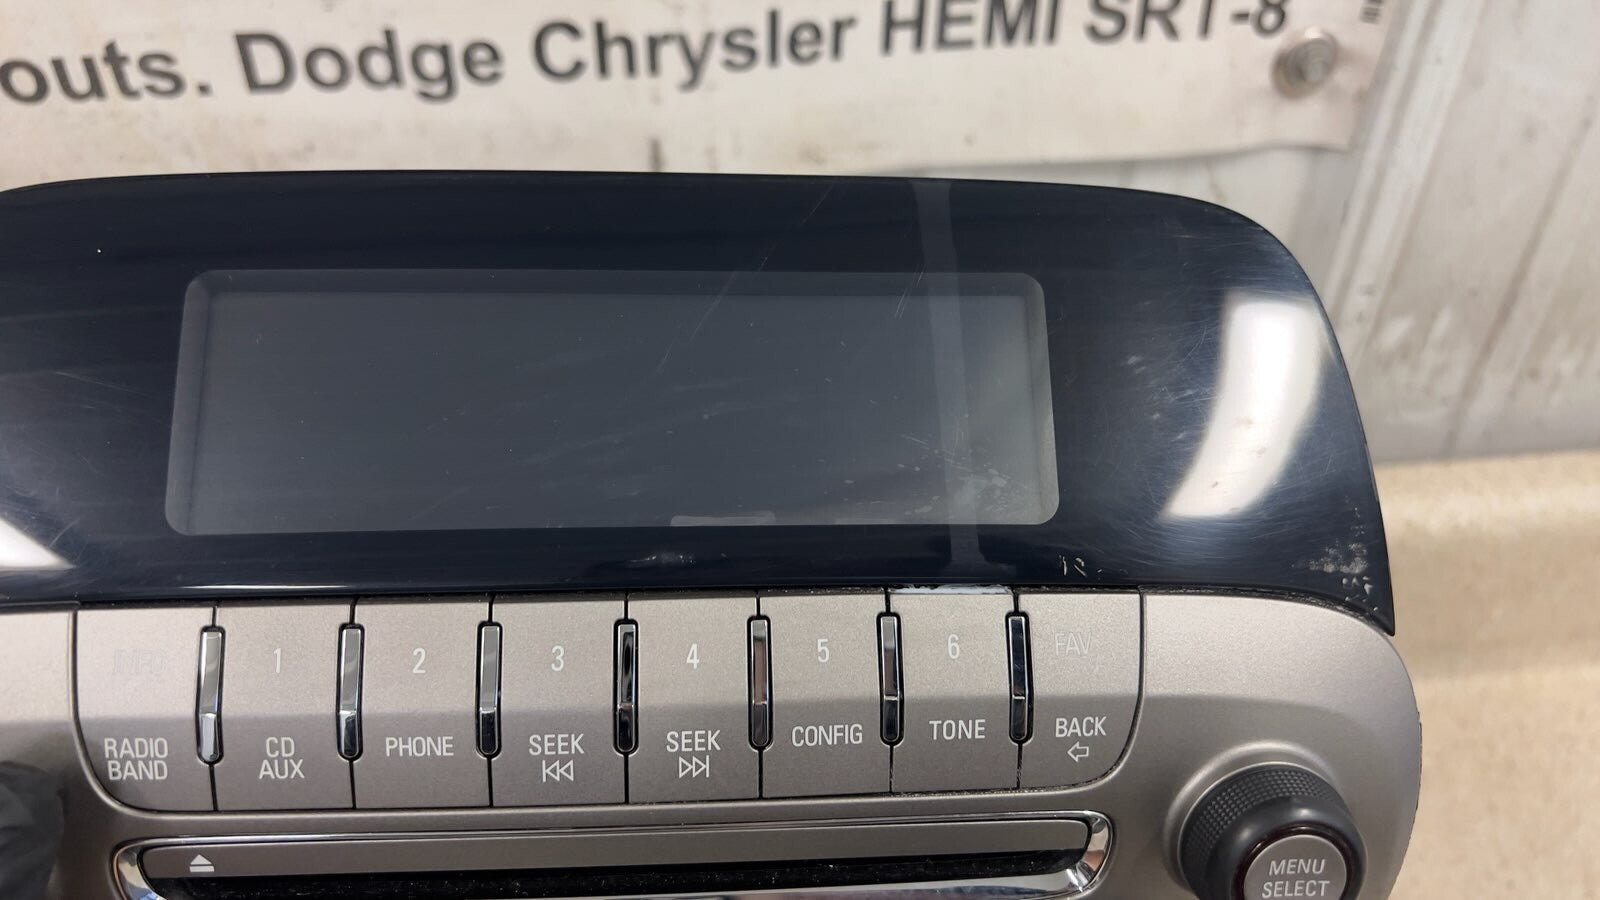 outs. Dodge Chrysler HEMI SRT-8
INFO
1
2
3
4
5
6
FAV
RADIO
BAND
CD
AUX
PHONE
SEEK
SEEK
CONFIG
TONE
BACK
MENU
SELECT